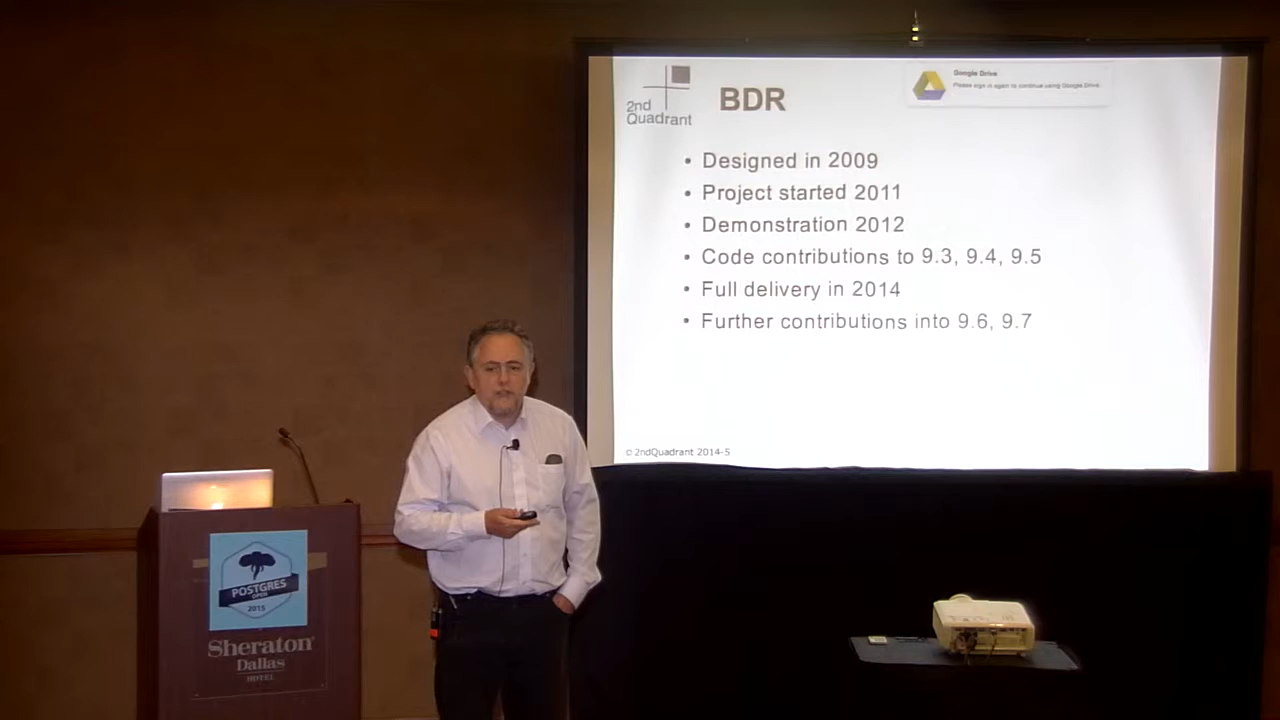 2nd
Quadrant
BDR
Google Drive
Please sign in again to continue using Google Drive.
• Designed in 2009
• Project started 2011
• Demonstration 2012
• Code contributions to 9.3, 9.4, 9.5
• Full delivery in 2014
• Further contributions into 9.6, 9.7
© 2ndQuadrant 2014-5
POSTGRES
OPEN
2015
Sheraton®
Dallas
HOTEL